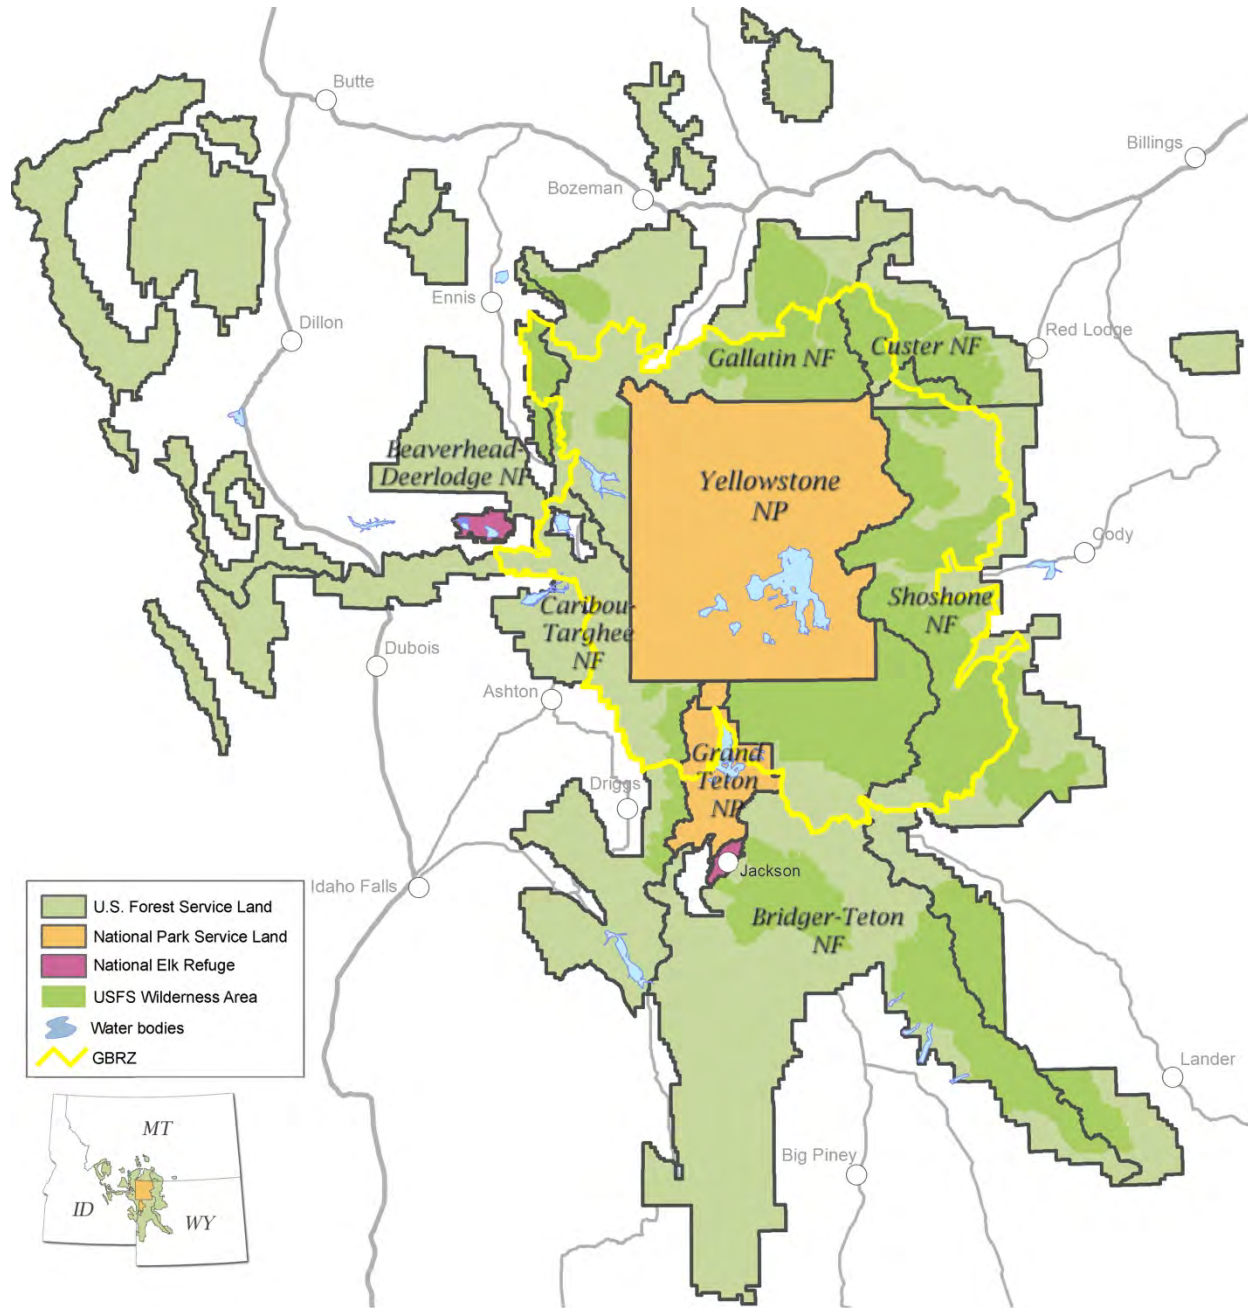 Butte
Billings
Bozeman
Ennis
Dillon
Red Lodge
Gallatin NF
Custer NF
Beaverhead-
Deerlodge NF
Yellowstone
NP
Cody
Caribou-
Targhee
NF
Shoshone
NF
Dubois
Ashton
Grand
Teton
NP
Driggs
Jackson
Idaho Falls
Bridger-Teton
NF
U.S. Forest Service Land
National Park Service Land
National Elk Refuge
USFS Wilderness Area
Water bodies
GBRZ
Lander
Big Piney
MT
ID
WY